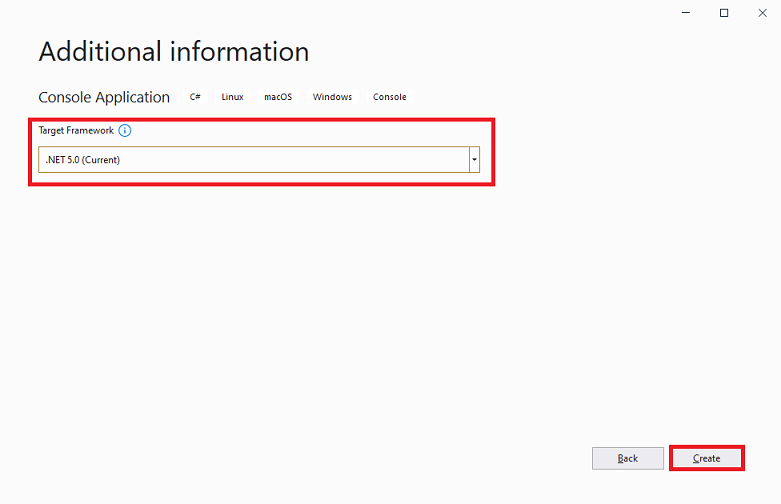 Additional information
Console Application C# Linux macOS Windows Console
Target Framework
.NET 5.0 (Current)
Back Create